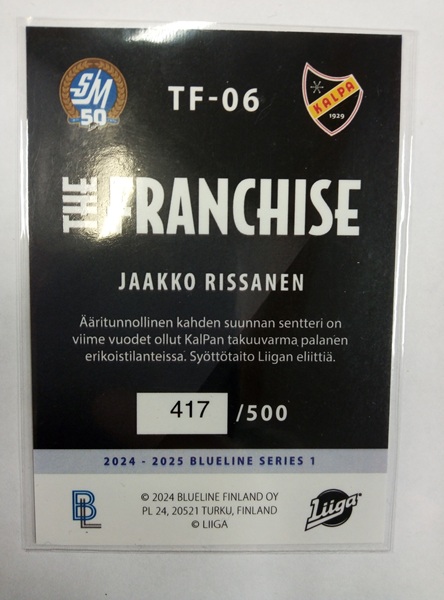 SM
50
TF-06
KALPA
1929
THE FRANCHISE
JAAKKO RISSANEN
Ääritunnollinen kahden suunnan sentteri on
viime vuodet ollut KalPan takuuvarma palanen
erikoistilanteissa. Syöttötaito Liigan eliittiä.
417 /500
2024 - 2025 BLUELINE SERIES 1
BL
© 2024 BLUELINE FINLAND OY
PL 24, 20521 TURKU, FINLAND
© LIIGA
Liiga